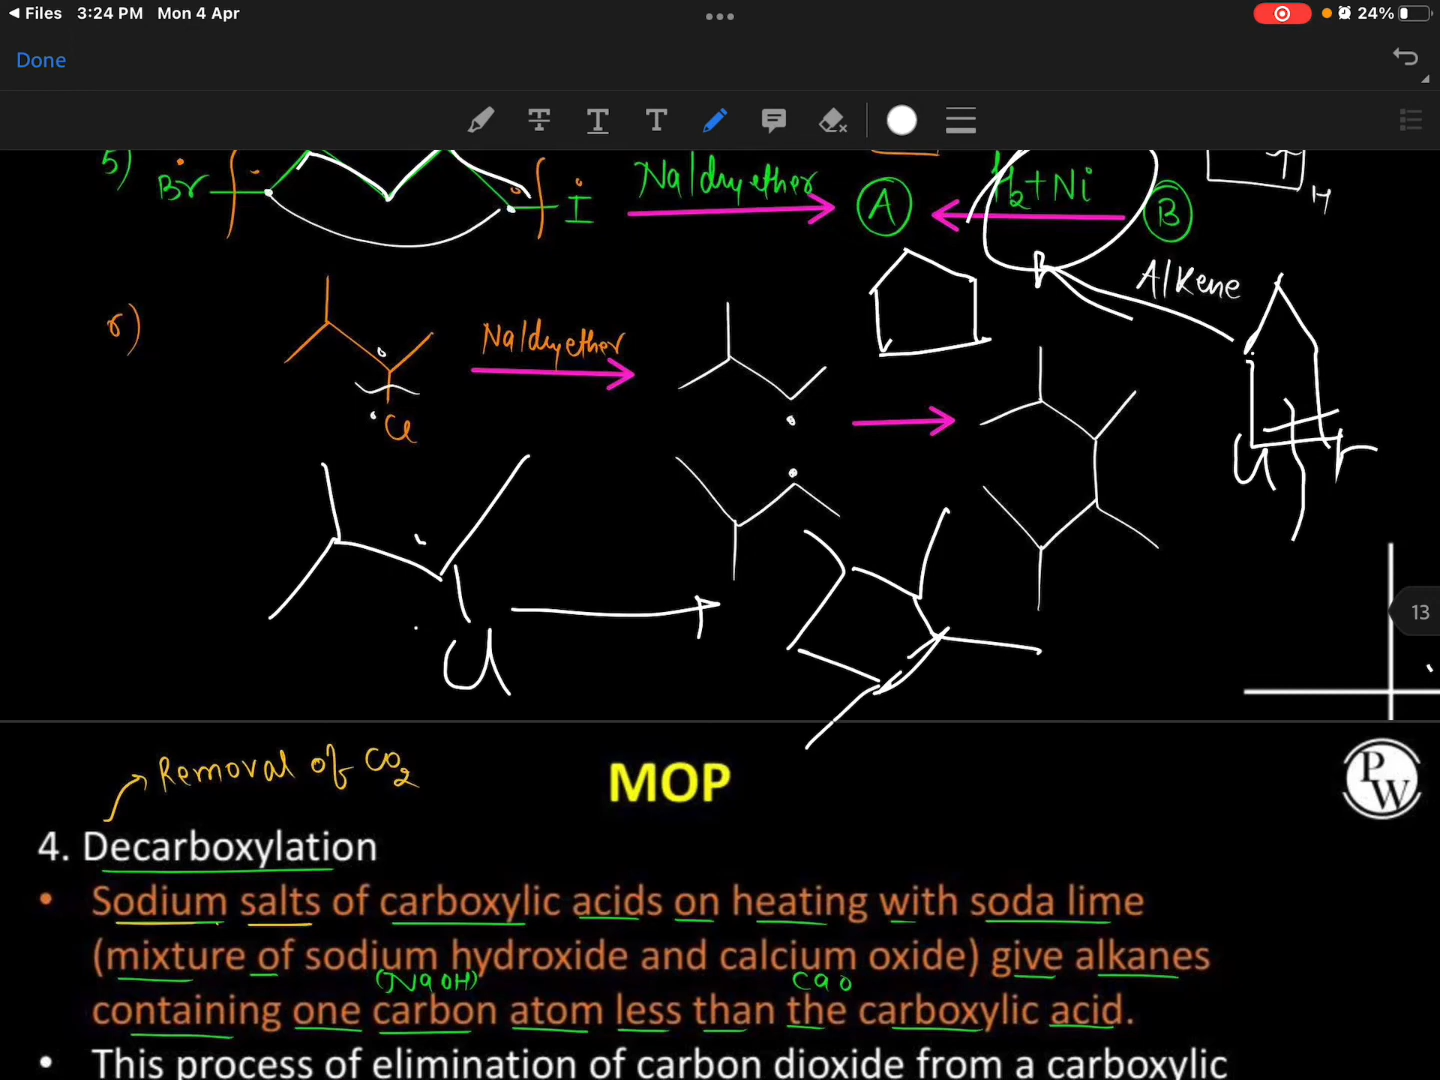 Files 3:24 PM Mon 4 Apr 24%
Done
T T T
5) Br I Na/dry ether A H₂+Ni B H
Alkene
6) Na/dry ether
Cl
Cl
13
Removal of CO₂
MOP
PW
4. Decarboxylation
• Sodium salts of carboxylic acids on heating with soda lime
(mixture of sodium hydroxide and calcium oxide) give alkanes
(NaOH) CaO
containing one carbon atom less than the carboxylic acid.
• This process of elimination of carbon dioxide from a carboxylic